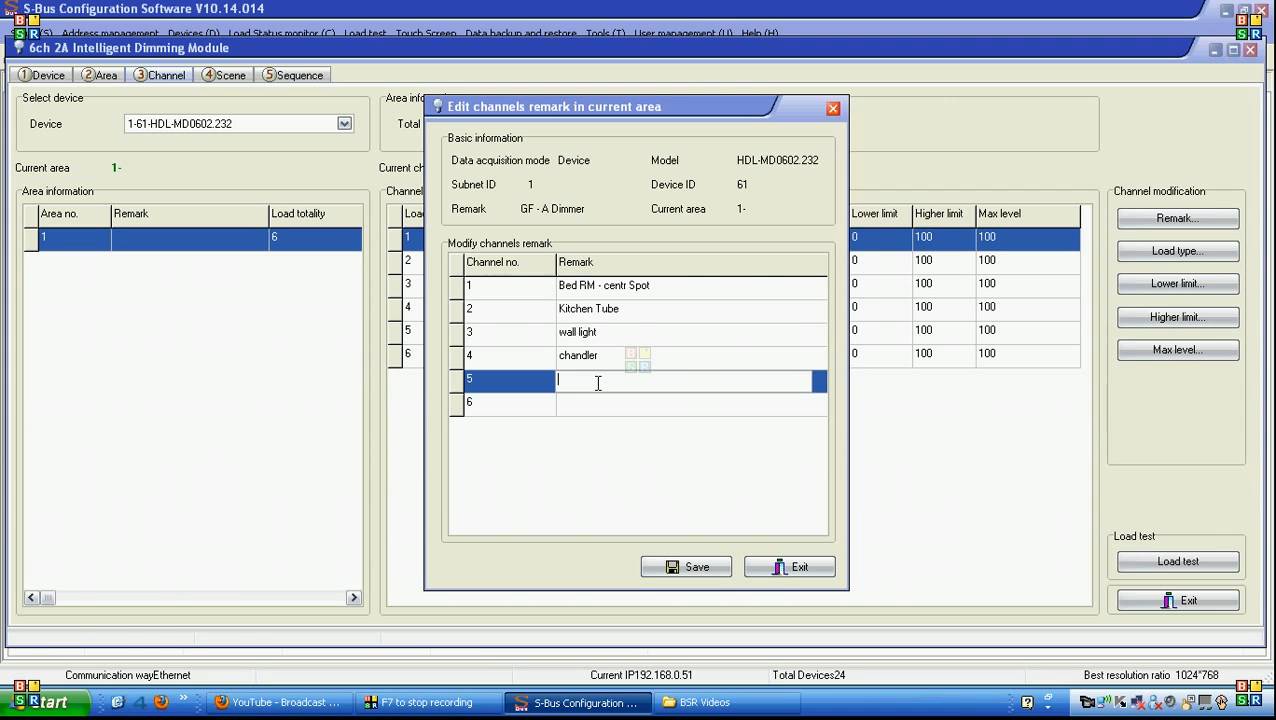 S-Bus Configuration Software V10.14.014
Address management Devices (D) Load Status monitor (C) Load test Touch Screen Data backup and restore Tools (T) User management (U) Help (H)
6ch 2A Intelligent Dimming Module
1 Device 2 Area 3 Channel 4 Scene 5 Sequence
Select device
Device 1-61-HDL-MD0602.232
Current area 1-
Area information
Area no. Remark Load totality
1 6
Total
Edit channels remark in current area
Basic information
Data acquisition mode Device Model HDL-MD0602.232
Subnet ID 1 Device ID 61
Remark GF - A Dimmer Current area 1-
Modify channels remark
Channel no. Remark
1 Bed RM - centr Spot
2 Kitchen Tube
3 wall light
4 chandler
5
6
Save Exit
Lower limit Higher limit Max level
1 0 100 100
2 0 100 100
3 0 100 100
4 0 100 100
5 0 100 100
6 0 100 100
Channel modification
Remark...
Load type...
Lower limit...
Higher limit...
Max level...
Load test
Load test
Exit
Communication wayEthernet Current IP192.168.0.51 Total Devices24 Best resolution ratio 1024*768
start YouTube - Broadcast ... F7 to stop recording S-Bus Configuration ... BSR Videos